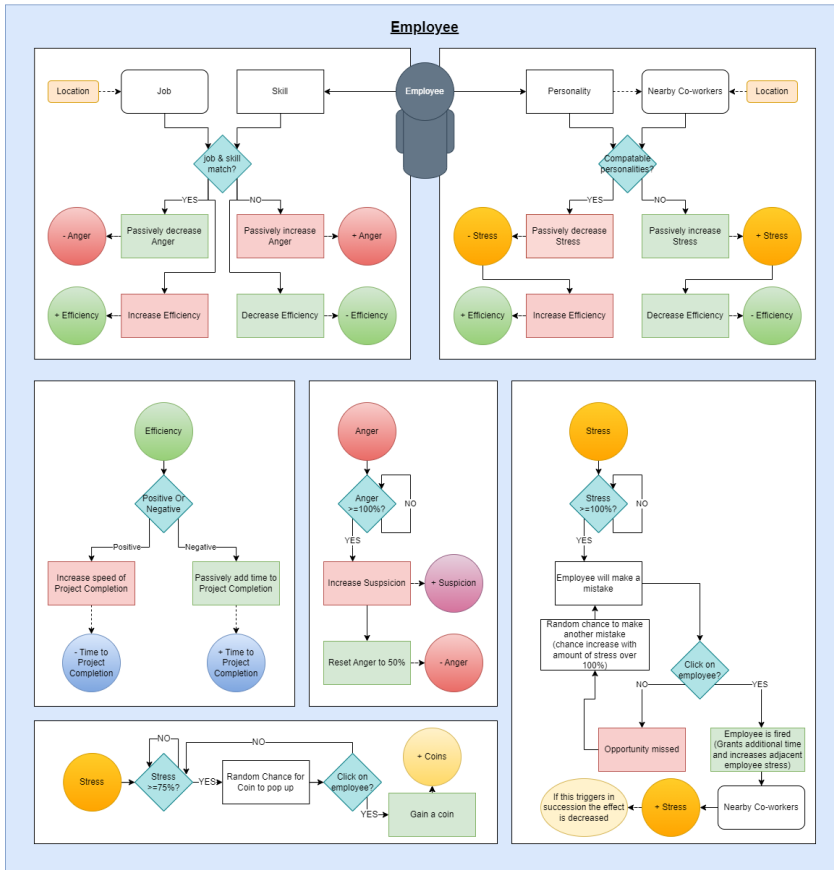 Employee
Location
Job
Skill
Employee
Personality
Nearby Co-workers
Location
job & skill
match?
Compatable
personalities?
YES
NO
YES
NO
- Anger
Passively decrease
Anger
Passively increase
Anger
+ Anger
- Stress
Passively decrease
Stress
Passively increase
Stress
+ Stress
+ Efficiency
Increase Efficiency
Decrease Efficiency
- Efficiency
+ Efficiency
Increase Efficiency
Decrease Efficiency
- Efficiency
Efficiency
Positive Or
Negative
Positive
Negative
Increase speed of
Project Completion
Passively add time to
Project Completion
- Time to
Project
Completion
+ Time to
Project
Completion
Anger
Anger
>=100%?
NO
YES
Increase Suspicion
+ Suspicion
Reset Anger to 50%
- Anger
Stress
Stress
>=100%?
NO
YES
Employee will make a
mistake
Random chance to make
another mistake
(chance increase with
amount of stress over
100%)
Click on
employee?
NO
YES
Opportunity missed
Employee is fired
(Grants additional time
and increases adjacent
employee stress)
Nearby Co-workers
+ Stress
If this triggers in
succession the effect
is decreased
Stress
NO
Stress
>=75%?
YES
Random Chance for
Coin to pop up
NO
Click on
employee?
YES
Gain a coin
+ Coins